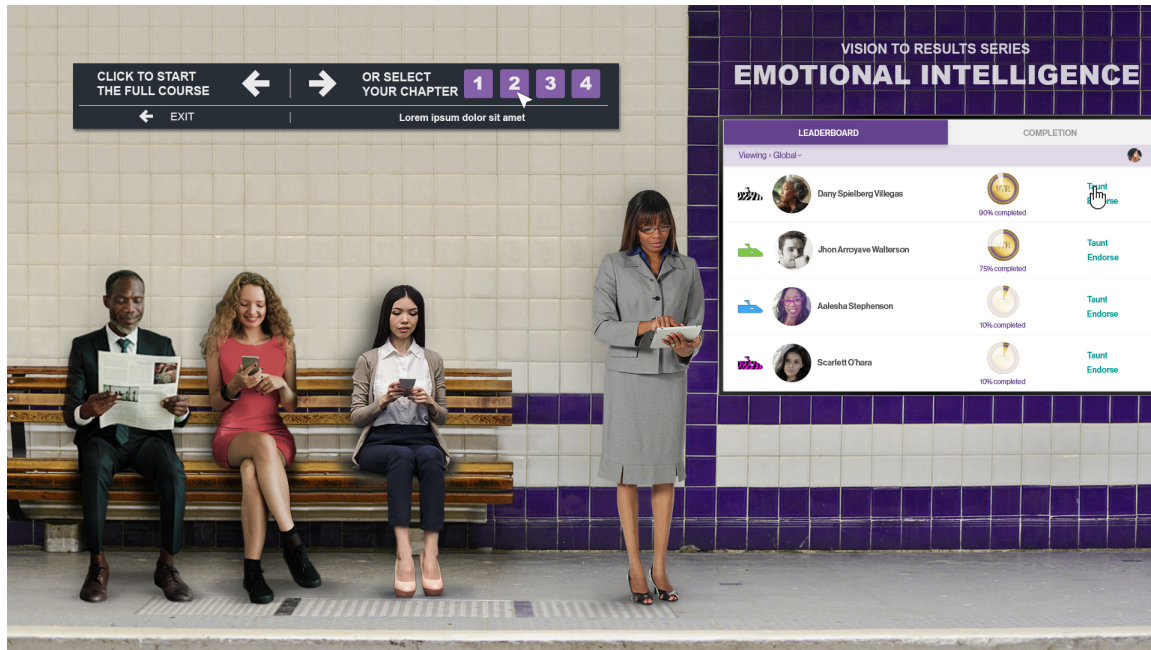 CLICK TO START
THE FULL COURSE
OR SELECT
YOUR CHAPTER
1 2 3 4
EXIT
Lorem ipsum dolor sit amet
VISION TO RESULTS SERIES
EMOTIONAL INTELLIGENCE
LEADERBOARD
COMPLETION
Viewing › Global
Dany Spielberg Villegas
90% completed
Taunt
Jhon Arroyave Walterson
75% completed
Taunt
Endorse
Aalesha Stephenson
10% completed
Taunt
Endorse
Scarlett O'hara
10% completed
Taunt
Endorse